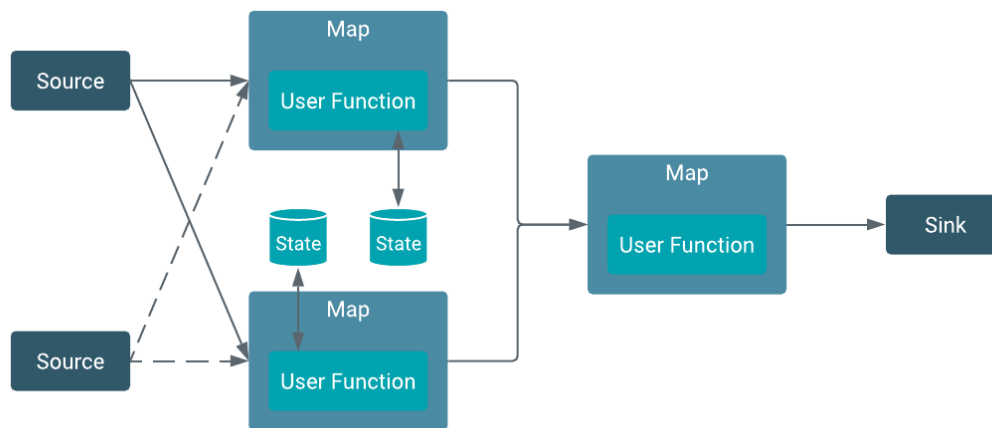 Map
Source
User Function
State
State
Map
User Function
Sink
Map
Source
User Function